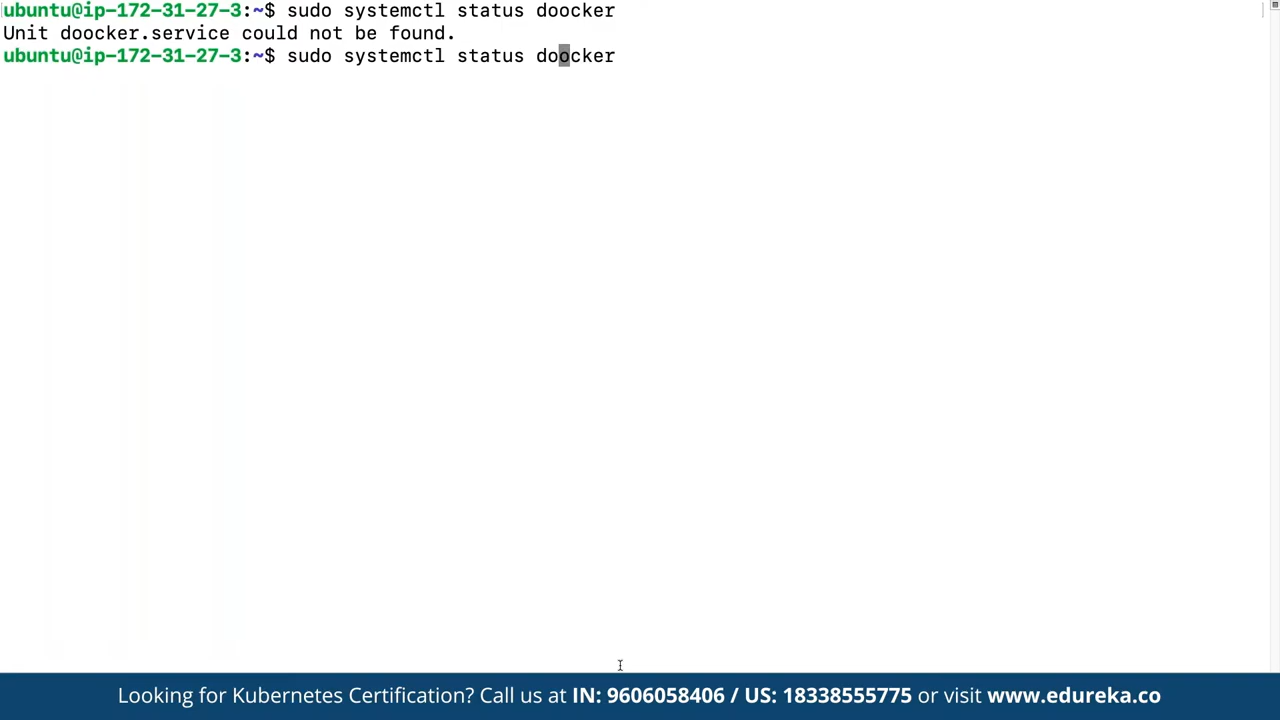 ubuntu@ip-172-31-27-3:~$ sudo systemctl status doocker
Unit doocker.service could not be found.
ubuntu@ip-172-31-27-3:~$ sudo systemctl status doocker
Looking for Kubernetes Certification? Call us at IN: 9606058406 / US: 18338555775 or visit www.edureka.co